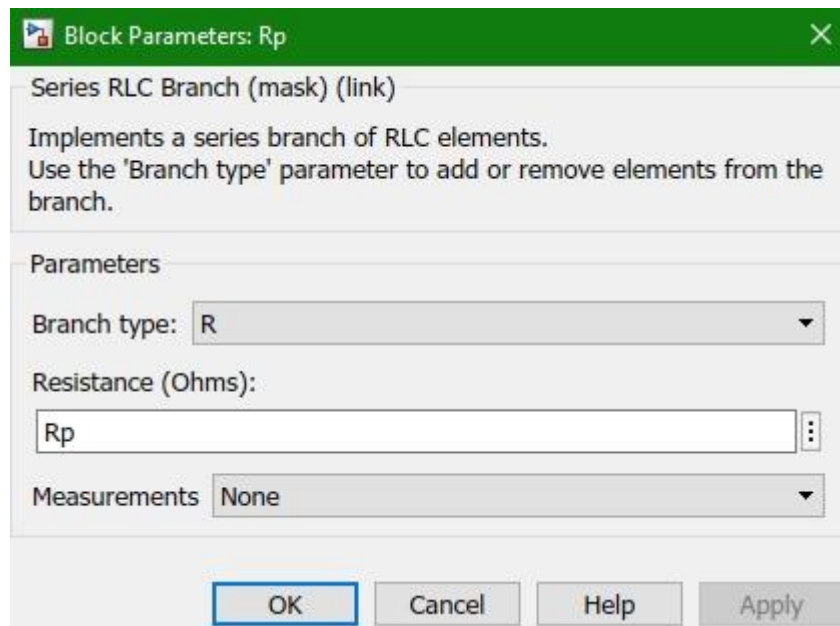 Block Parameters: Rp
Series RLC Branch (mask) (link)
Implements a series branch of RLC elements.
Use the 'Branch type' parameter to add or remove elements from the
branch.
Parameters
Branch type: R
Resistance (Ohms):
Rp
Measurements None
OK Cancel Help Apply